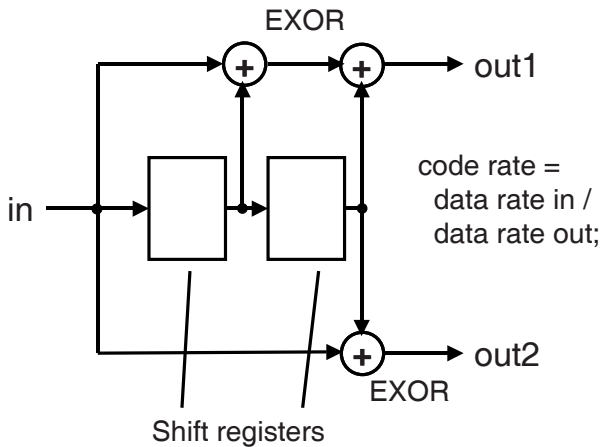 EXOR
+
+
out1
code rate =
data rate in /
data rate out;
in
+
out2
EXOR
Shift registers